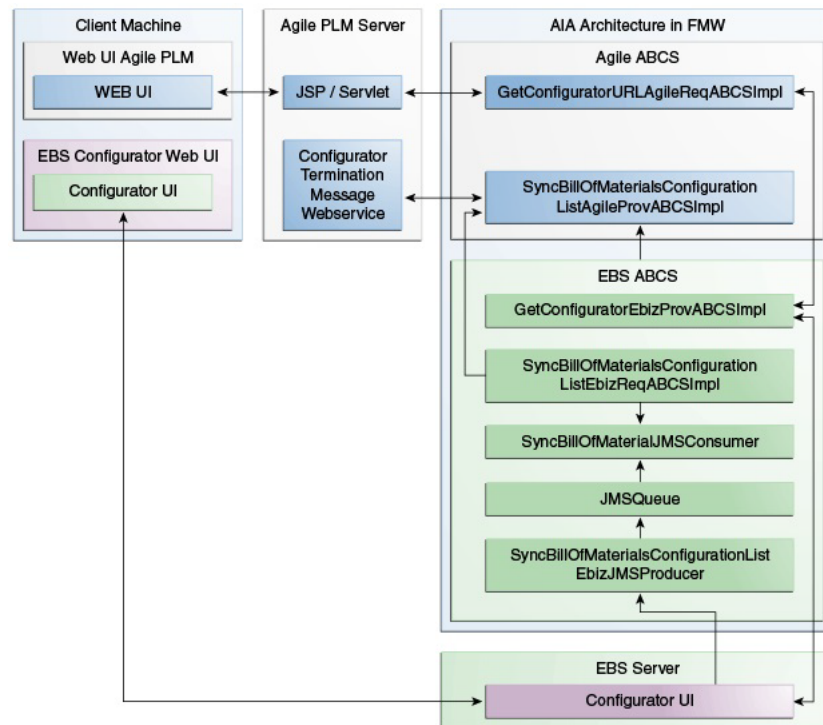 Client Machine
Web UI Agile PLM
WEB UI
EBS Configurator Web UI
Configurator UI
Agile PLM Server
JSP / Servlet
Configurator
Termination
Message
Webservice
AIA Architecture in FMW
Agile ABCS
GetConfiguratorURLAgileReqABCSImpl
SyncBillOfMaterialsConfiguration
ListAgileProvABCSImpl
EBS ABCS
GetConfiguratorEbizProvABCSImpl
SyncBillOfMaterialsConfiguration
ListEbizReqABCSImpl
SyncBillOfMaterialJMSConsumer
JMSQueue
SyncBillOfMaterialsConfigurationList
EbizJMSProducer
EBS Server
Configurator UI